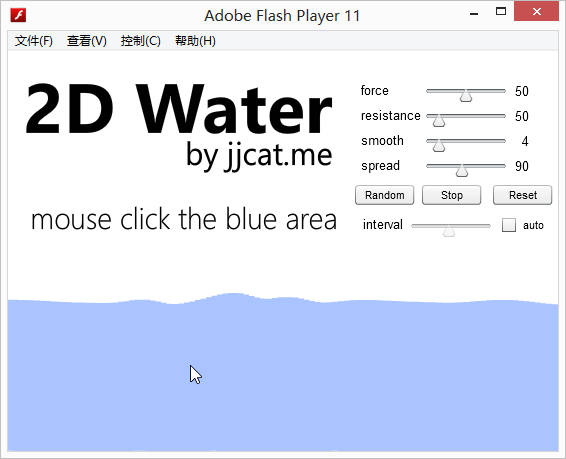 Adobe Flash Player 11
文件(F) 查看(V) 控制(C) 帮助(H)
2D Water
by jjcat.me
mouse click the blue area
force 50
resistance 50
smooth 4
spread 90
Random Stop Reset
interval auto